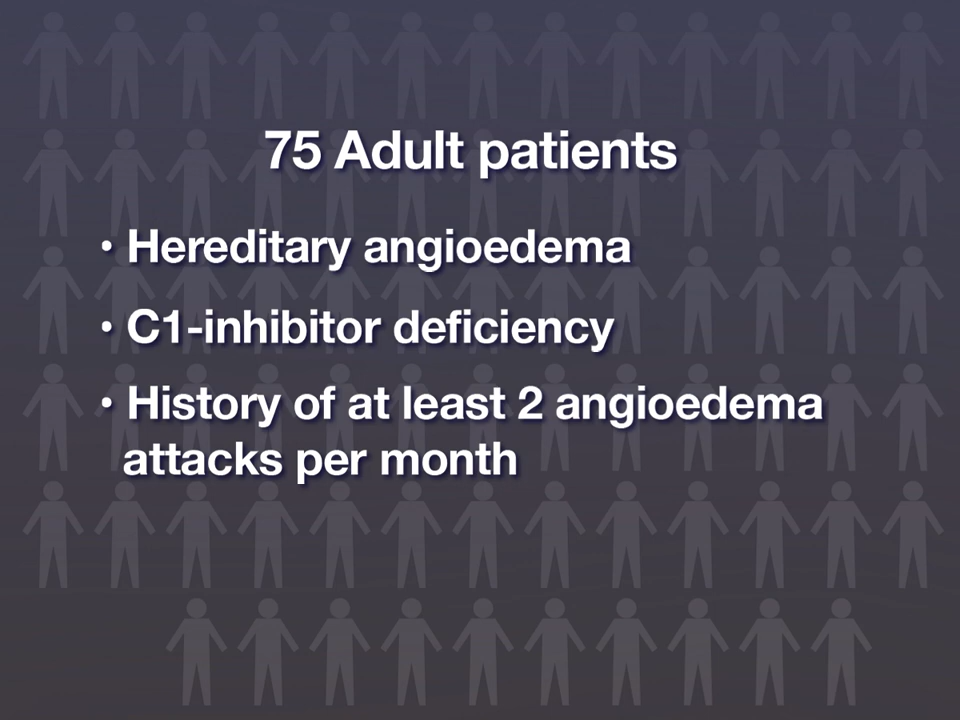 75 Adult patients
• Hereditary angioedema
• C1-inhibitor deficiency
• History of at least 2 angioedema
attacks per month